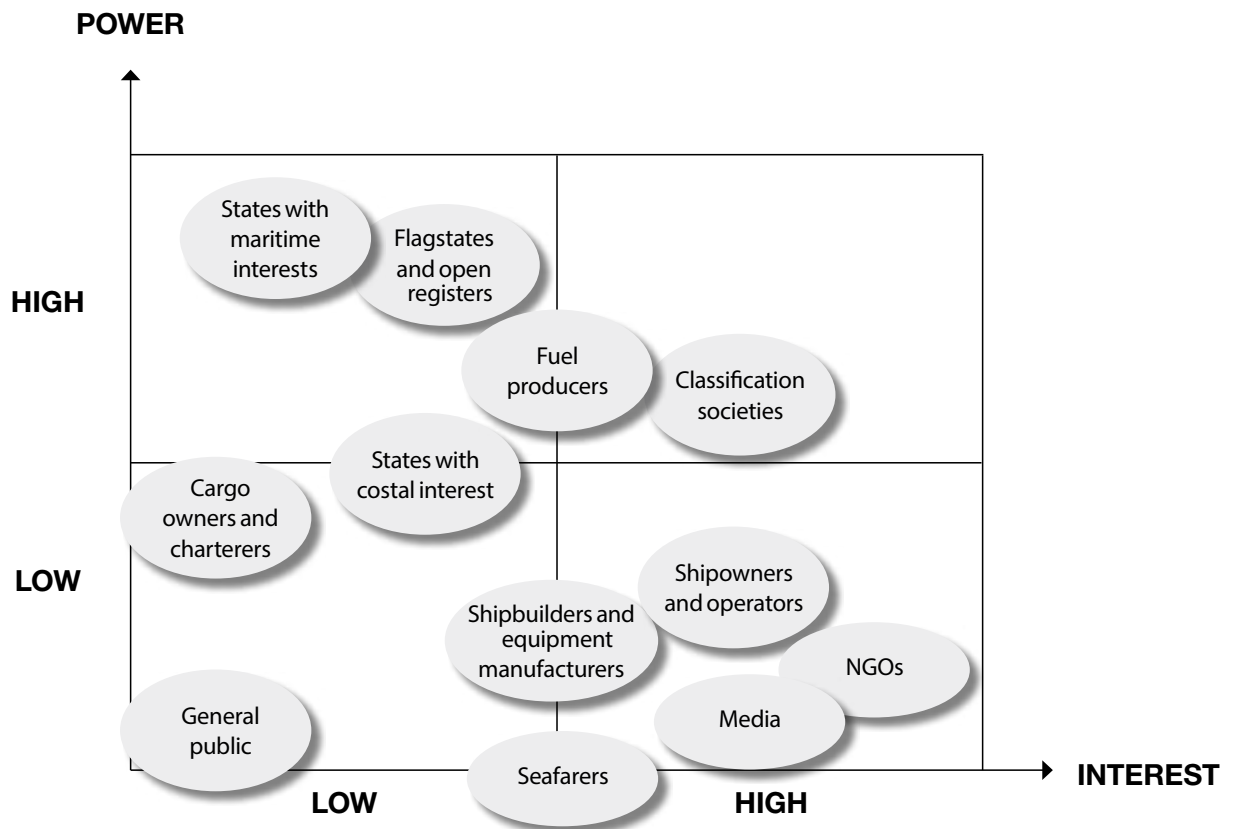 POWER
States with
maritime
interests
Flagstates
and open
registers
HIGH
Fuel
producers
Classification
societies
States with
costal interest
Cargo
owners and
charterers
LOW
Shipowners
and operators
Shipbuilders and
equipment
manufacturers
NGOs
General
public
Media
Seafarers
INTEREST
LOW
HIGH